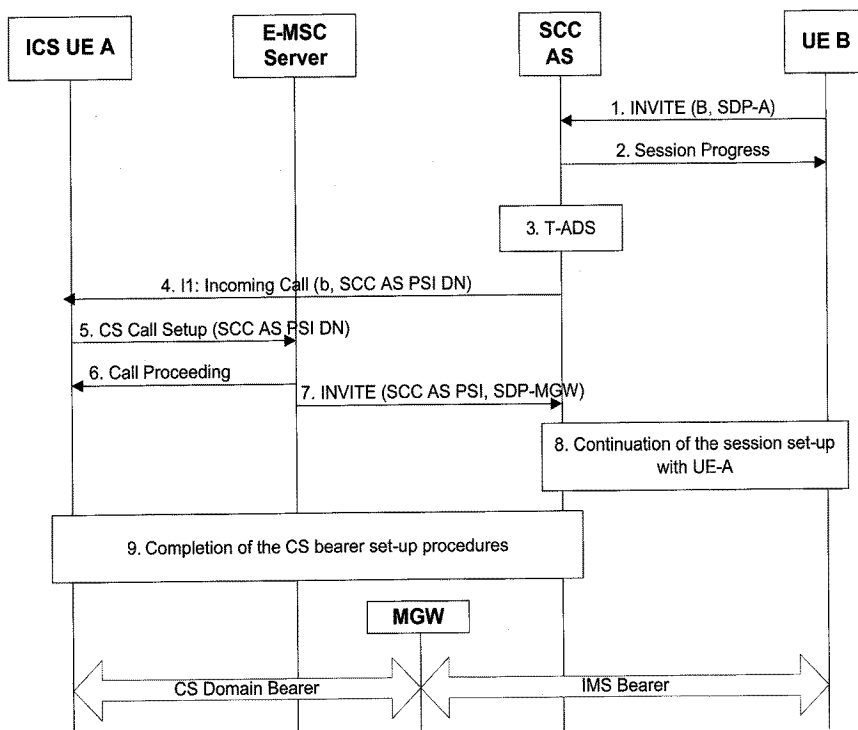 ICS UE A
E-MSC
Server
SCC
AS
UE B
1. INVITE (B, SDP-A)
2. Session Progress
3. T-ADS
4. I1: Incoming Call (b, SCC AS PSI DN)
5. CS Call Setup (SCC AS PSI DN)
6. Call Proceeding
7. INVITE (SCC AS PSI, SDP-MGW)
8. Continuation of the session set-up
with UE-A
9. Completion of the CS bearer set-up procedures
MGW
CS Domain Bearer
IMS Bearer